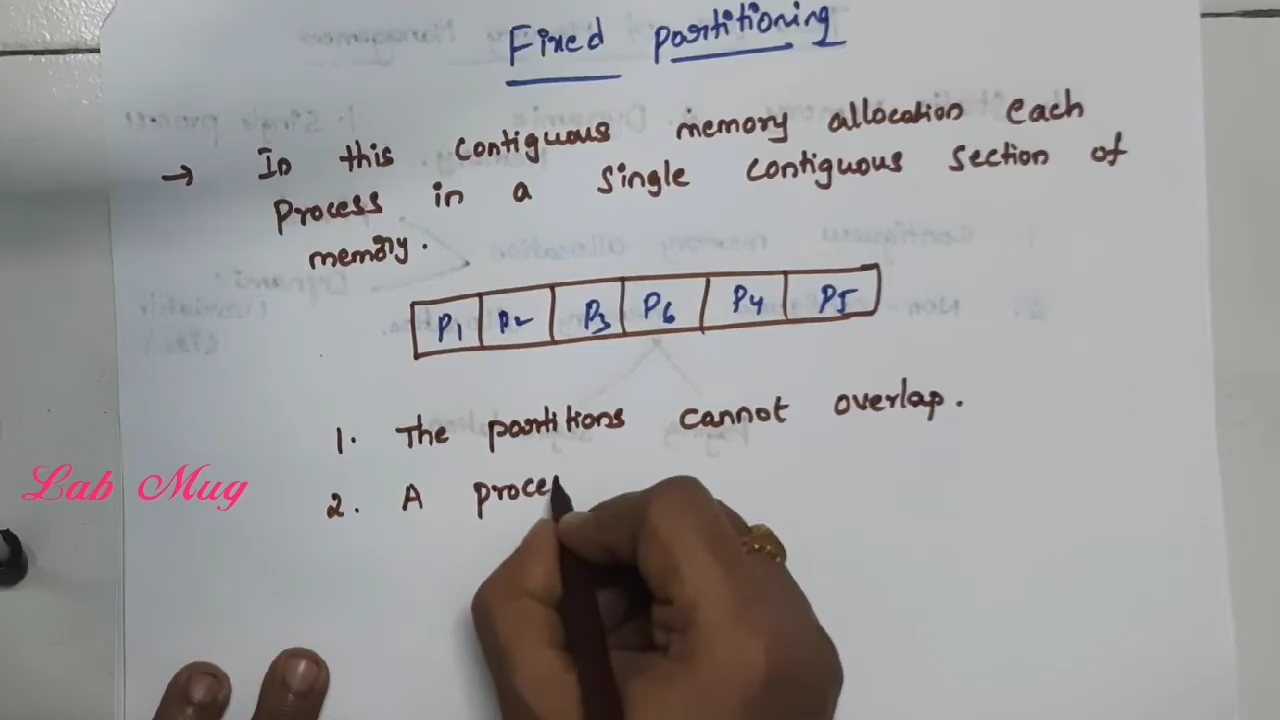 Fixed partitioning
→ In this contiguous memory allocation each
process in a single contiguous section of
memory.
P1 P2 P3 P6 P4 P5
1. The partitions cannot overlap.
Lab Mug
2. A proce